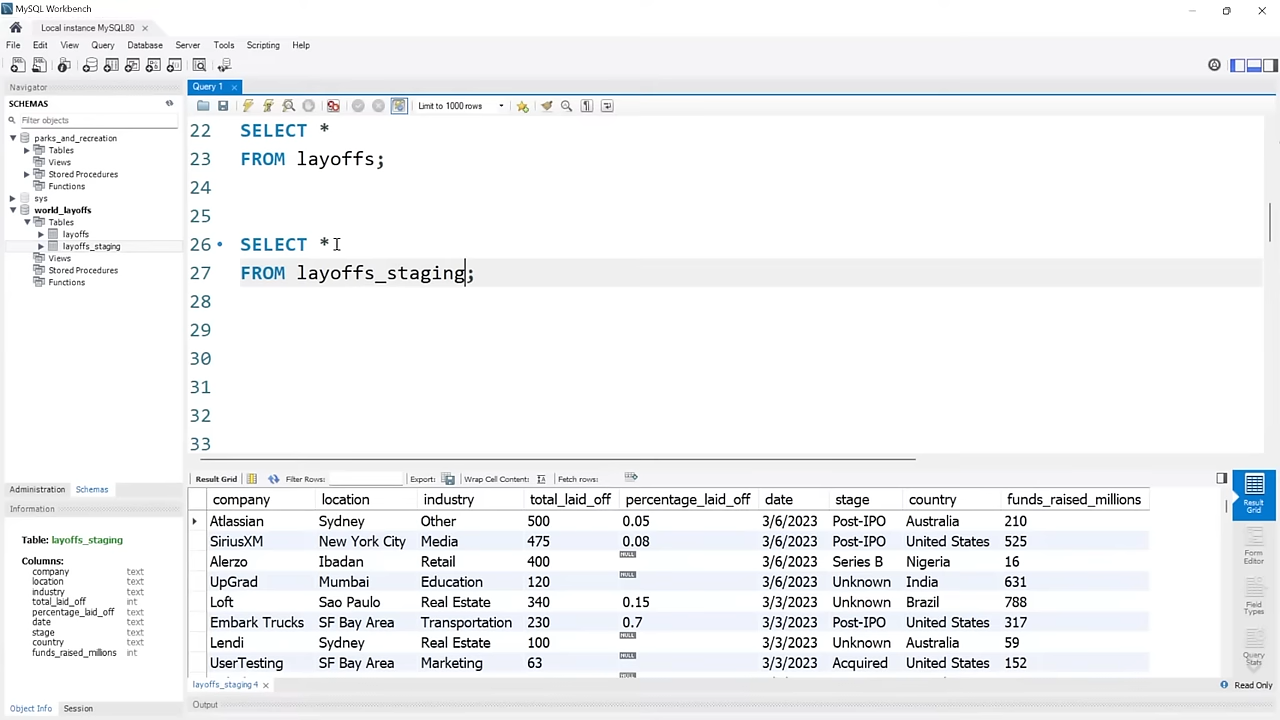 MySQL Workbench
Local instance MySQL80
File Edit View Query Database Server Tools Scripting Help
Navigator
SCHEMAS
Filter objects
parks_and_recreation
Tables
Views
Stored Procedures
Functions
sys
world_layoffs
Tables
layoffs
layoffs_staging
Views
Stored Procedures
Functions
Administration Schemas
Information
Table: layoffs_staging
Columns:
company text
location text
industry text
total_laid_off int
percentage_laid_off text
date text
stage text
country text
funds_raised_millions int
Object Info Session
Query 1
Limit to 1000 rows
22 SELECT *
23 FROM layoffs;
24
25
26 SELECT *
27 FROM layoffs_staging;
28
29
30
31
32
33
Result Grid Filter Rows: Export: Wrap Cell Content: Fetch rows:
company location industry total_laid_off percentage_laid_off date stage country funds_raised_millions
Atlassian Sydney Other 500 0.05 3/6/2023 Post-IPO Australia 210
SiriusXM New York City Media 475 0.08 3/6/2023 Post-IPO United States 525
Alerzo Ibadan Retail 400 NULL 3/6/2023 Series B Nigeria 16
UpGrad Mumbai Education 120 NULL 3/6/2023 Unknown India 631
Loft Sao Paulo Real Estate 340 0.15 3/3/2023 Unknown Brazil 788
Embark Trucks SF Bay Area Transportation 230 0.7 3/3/2023 Post-IPO United States 317
Lendi Sydney Real Estate 100 NULL 3/3/2023 Unknown Australia 59
UserTesting SF Bay Area Marketing 63 NULL 3/3/2023 Acquired United States 152
NULL
Result Grid
Form Editor
Field Types
Query Stats
layoffs_staging 4
Read Only
Output